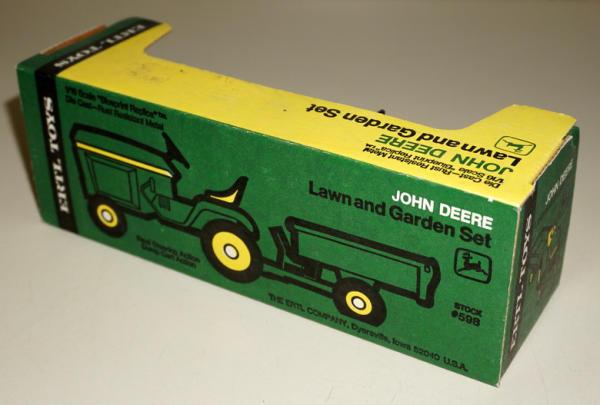 ERTL TOYS
1/16 Scale "Blueprint Replica"™
Die Cast—Rust Resistant Metal
JOHN DEERE
Lawn and Garden Set
Real Steering Action
Dump Cart Action
STOCK
#598
THE ERTL COMPANY, Dyersville, Iowa 52040 U.S.A.
ERTL-TOYS
JOHN DEERE
Lawn and Garden Set
1/16 Scale "Blueprint Replica"™
Die Cast—Rust Resistant Metal
JOHN DEERE
ERTL-TOYS